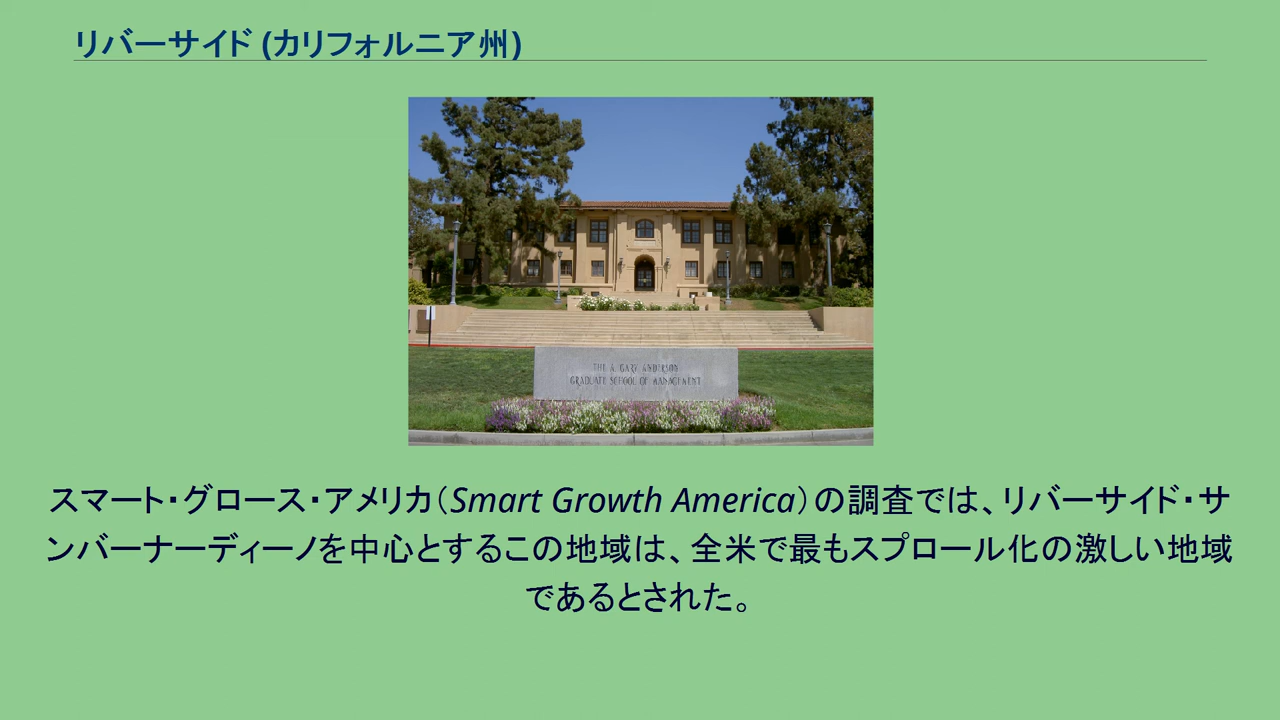 リバーサイド (カリフォルニア州)
THE A. GARY ANDERSON
GRADUATE SCHOOL OF MANAGEMENT
スマート・グロース・アメリカ（Smart Growth America）の調査では、リバーサイド・サ
ンバーナーディーノを中心とするこの地域は、全米で最もスプロール化の激しい地域
であるとされた。